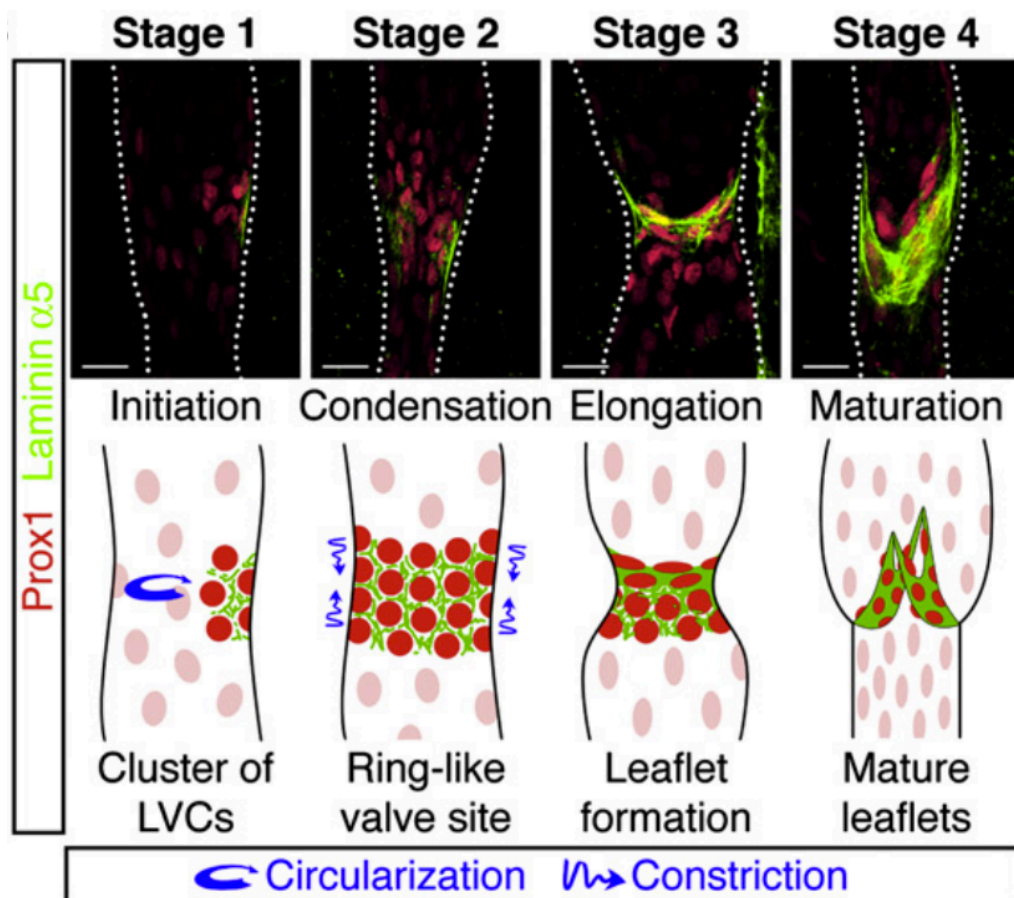 Stage 1 Stage 2 Stage 3 Stage 4
Prox1 Laminin α5
Initiation Condensation Elongation Maturation
Cluster of LVCs
Ring-like valve site
Leaflet formation
Mature leaflets
Circularization Constriction